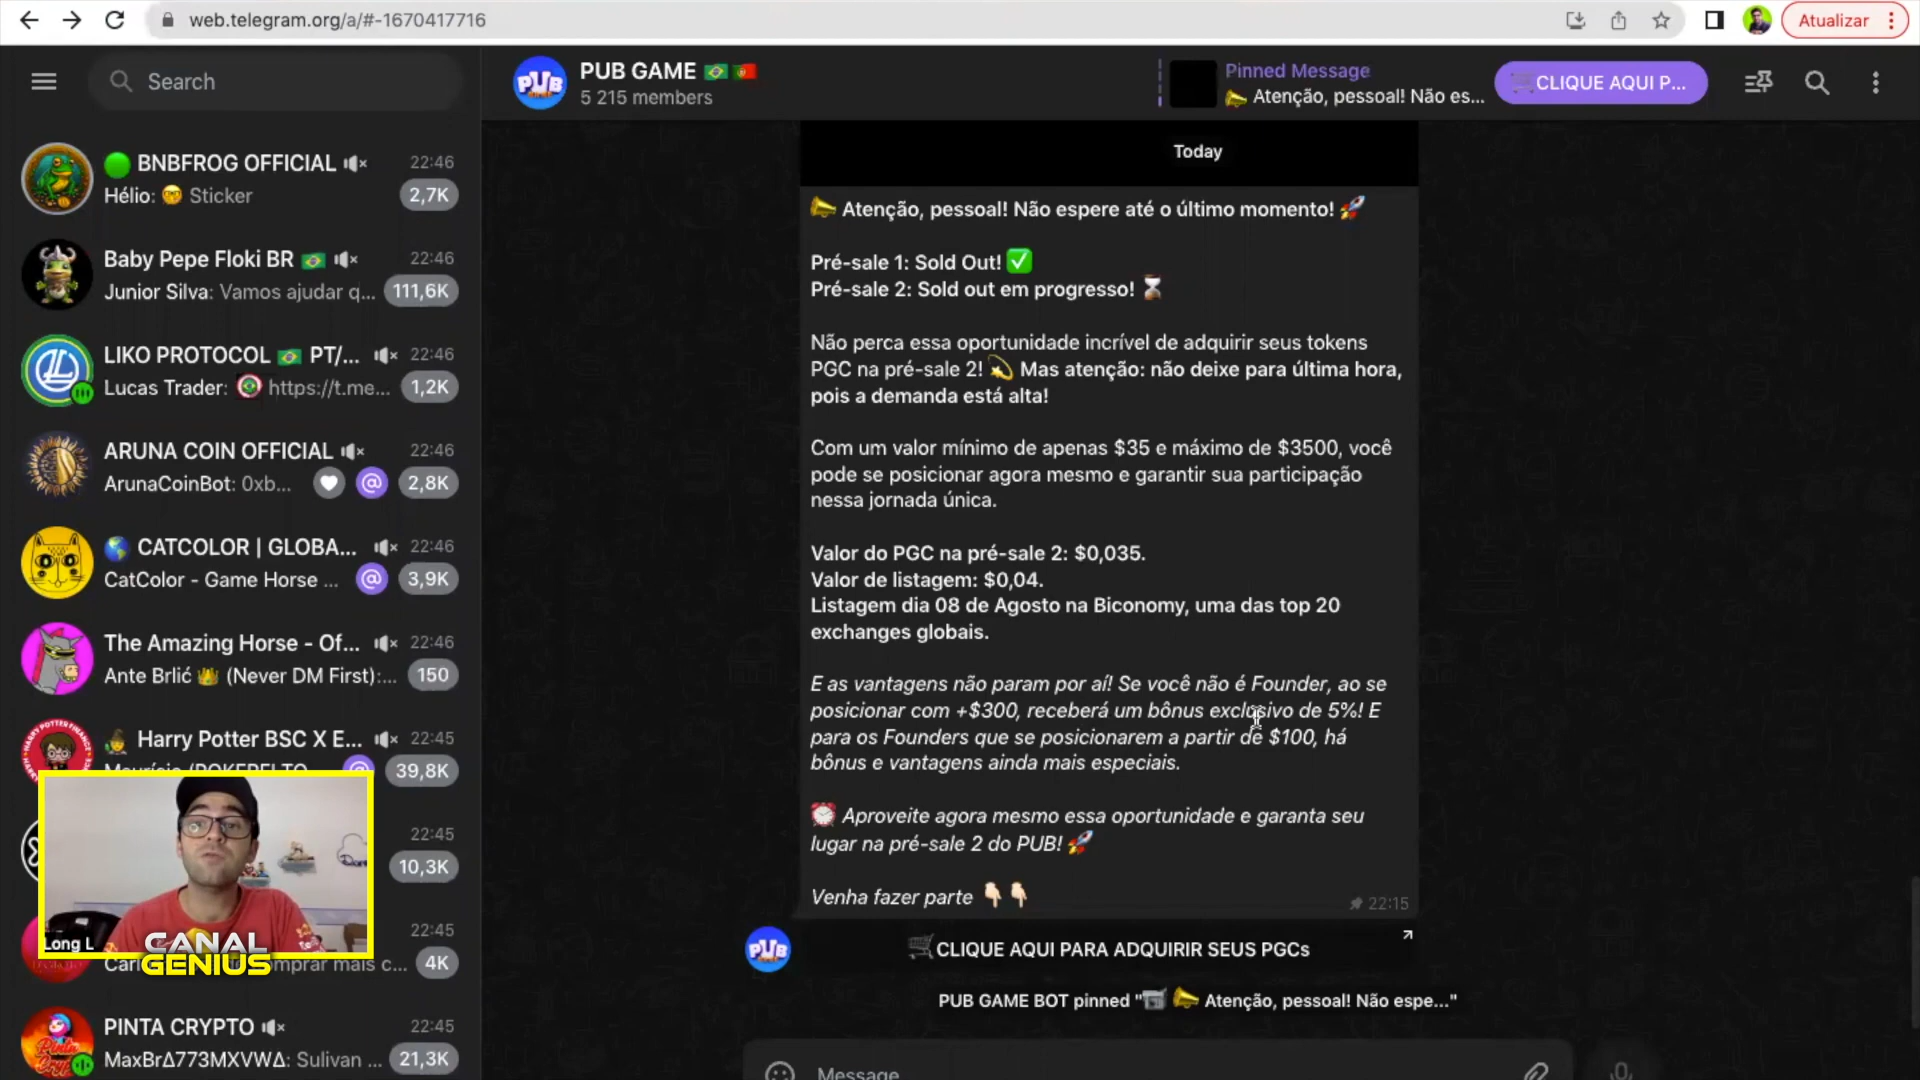 web.telegram.org/a/#-1670417716
Atualizar
Search
PUB GAME
5 215 members
Pinned Message
Atenção, pessoal! Não es...
CLIQUE AQUI P...
BNBFROG OFFICIAL
22:46
Hélio: Sticker
2,7K
Baby Pepe Floki BR
22:46
Junior Silva: Vamos ajudar q...
111,6K
LIKO PROTOCOL PT/...
22:46
Lucas Trader: https://t.me...
1,2K
ARUNA COIN OFFICIAL
22:46
ArunaCoinBot: 0xb...
2,8K
CATCOLOR | GLOBA...
22:46
CatColor - Game Horse ...
3,9K
The Amazing Horse - Of...
22:46
Ante Brlić (Never DM First):...
150
Harry Potter BSC X E...
22:45
39,8K
22:45
10,3K
22:45
omprar mais c...
4K
Long L
CANAL
GENIUS
PINTA CRYPTO
22:45
MaxBrΔ773MXVWΔ: Sulivan ...
21,3K
Today
Atenção, pessoal! Não espere até o último momento!
Pré-sale 1: Sold Out!
Pré-sale 2: Sold out em progresso!
Não perca essa oportunidade incrível de adquirir seus tokens
PGC na pré-sale 2! Mas atenção: não deixe para última hora,
pois a demanda está alta!
Com um valor mínimo de apenas $35 e máximo de $3500, você
pode se posicionar agora mesmo e garantir sua participação
nessa jornada única.
Valor do PGC na pré-sale 2: $0,035.
Valor de listagem: $0,04.
Listagem dia 08 de Agosto na Biconomy, uma das top 20
exchanges globais.
E as vantagens não param por aí! Se você não é Founder, ao se
posicionar com +$300, receberá um bônus exclusivo de 5%! E
para os Founders que se posicionarem a partir de $100, há
bônus e vantagens ainda mais especiais.
Aproveite agora mesmo essa oportunidade e garanta seu
lugar na pré-sale 2 do PUB!
Venha fazer parte
22:15
PUB
CLIQUE AQUI PARA ADQUIRIR SEUS PGCs
PUB GAME BOT pinned " Atenção, pessoal! Não espe..."
Message